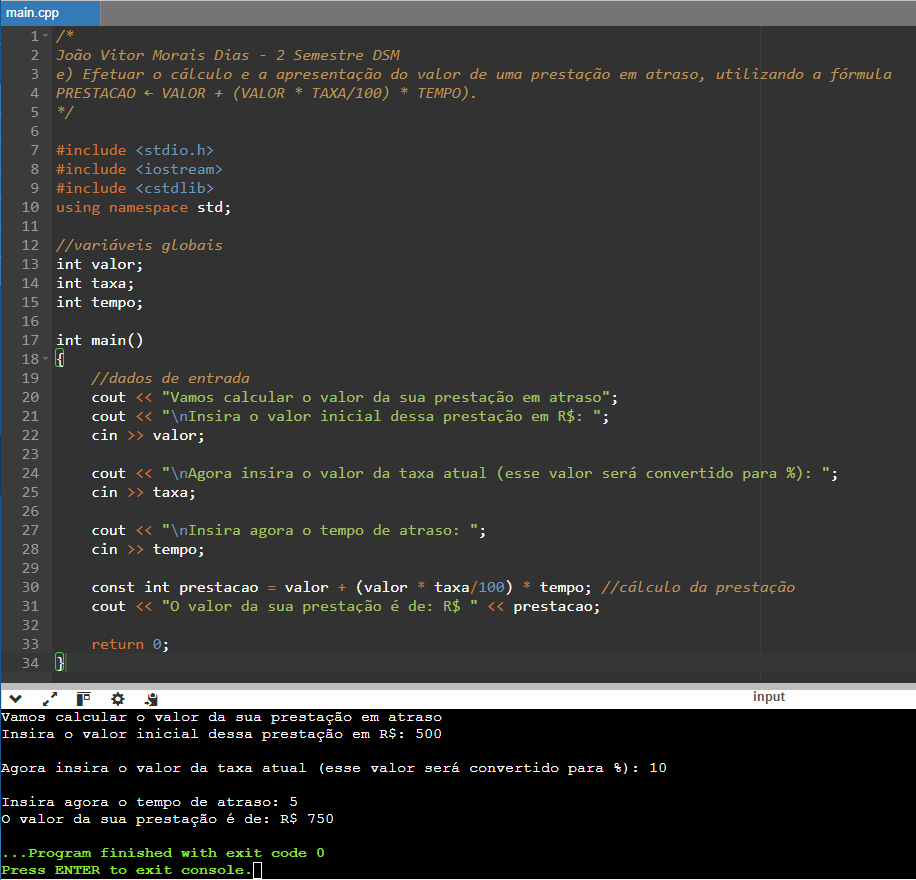 main.cpp
1 /*
2 João Vitor Morais Dias - 2 Semestre DSM
3 e) Efetuar o cálculo e a apresentação do valor de uma prestação em atraso, utilizando a fórmula
4 PRESTACAO ← VALOR + (VALOR * TAXA/100) * TEMPO).
5 */
6
7 #include <stdio.h>
8 #include <iostream>
9 #include <cstdlib>
10 using namespace std;
11
12 //variáveis globais
13 int valor;
14 int taxa;
15 int tempo;
16
17 int main()
18 {
19     //dados de entrada
20     cout << "Vamos calcular o valor da sua prestação em atraso";
21     cout << "\nInsira o valor inicial dessa prestação em R$: ";
22     cin >> valor;
23
24     cout << "\nAgora insira o valor da taxa atual (esse valor será convertido para %): ";
25     cin >> taxa;
26
27     cout << "\nInsira agora o tempo de atraso: ";
28     cin >> tempo;
29
30     const int prestacao = valor + (valor * taxa/100) * tempo; //cálculo da prestação
31     cout << "O valor da sua prestação é de: R$ " << prestacao;
32
33     return 0;
34 }
input
Vamos calcular o valor da sua prestação em atraso
Insira o valor inicial dessa prestação em R$: 500
Agora insira o valor da taxa atual (esse valor será convertido para %): 10
Insira agora o tempo de atraso: 5
O valor da sua prestação é de: R$ 750
...Program finished with exit code 0
Press ENTER to exit console.